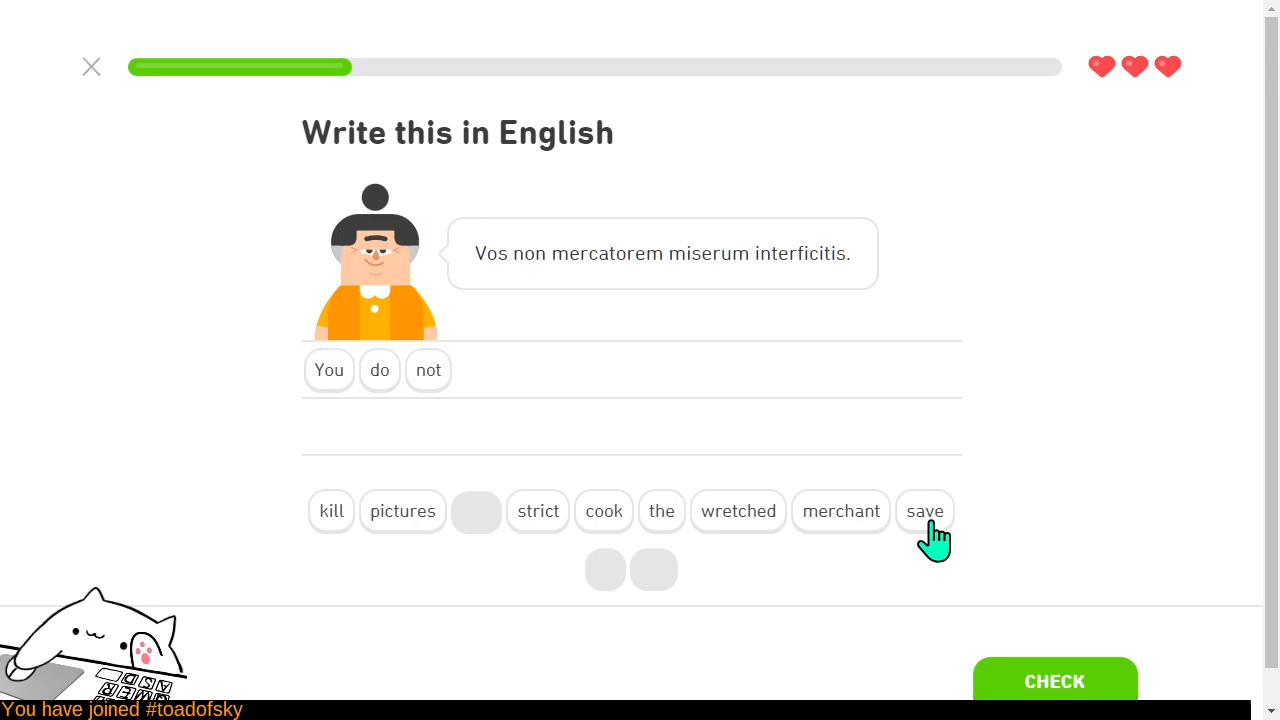 Write this in English
Vos non mercatorem miserum interficitis.
You do not
kill pictures strict cook the wretched merchant save
CHECK
You have joined #toadofsky